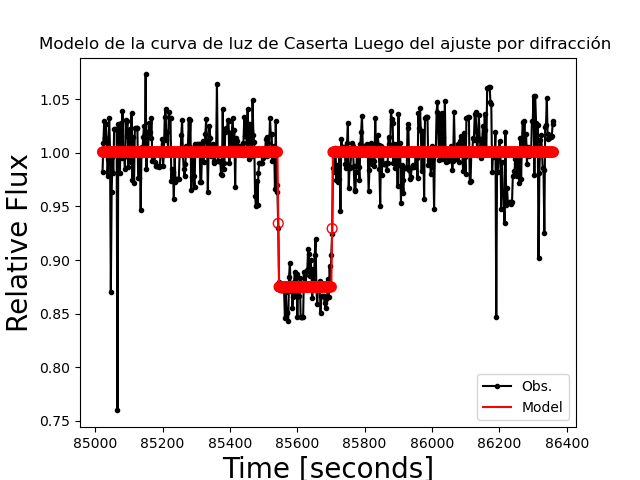 Modelo de la curva de luz de Caserta Luego del ajuste por difracción
Relative Flux
1.05
1.00
0.95
0.90
0.85
0.80
0.75
85000 85200 85400 85600 85800 86000 86200 86400
Time [seconds]
Obs.
Model